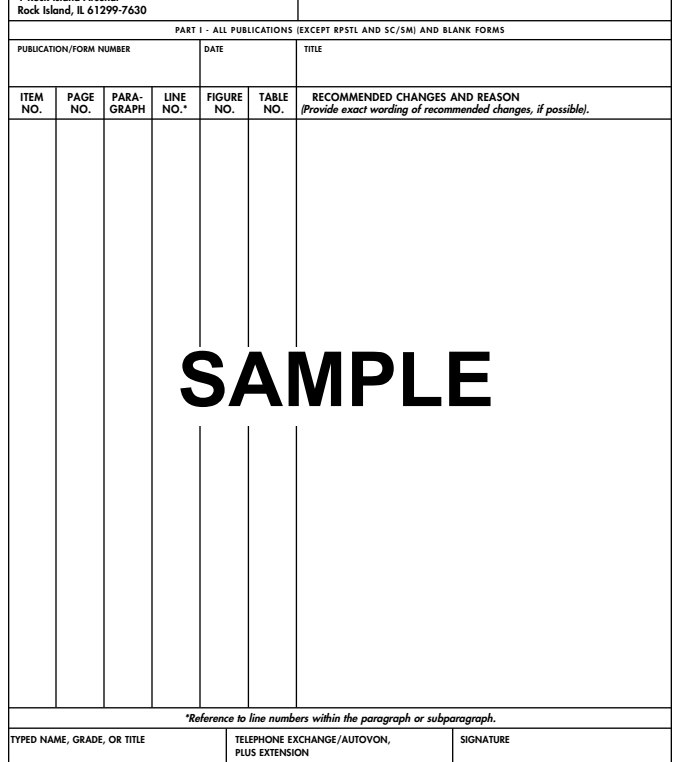 Rock Island, IL 61299-7630
PART I - ALL PUBLICATIONS (EXCEPT RPSTL AND SC/SM) AND BLANK FORMS
PUBLICATION/FORM NUMBER DATE TITLE
ITEM NO. PAGE NO. PARA-GRAPH LINE NO.* FIGURE NO. TABLE NO. RECOMMENDED CHANGES AND REASON
(Provide exact wording of recommended changes, if possible).
SAMPLE
*Reference to line numbers within the paragraph or subparagraph.
TYPED NAME, GRADE, OR TITLE TELEPHONE EXCHANGE/AUTOVON, SIGNATURE
PLUS EXTENSION